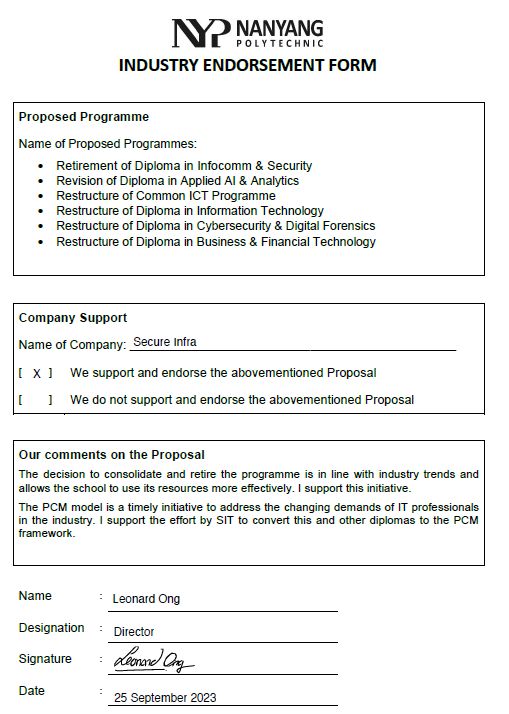 NYP NANYANG
POLYTECHNIC
INDUSTRY ENDORSEMENT FORM
Proposed Programme
Name of Proposed Programmes:
• Retirement of Diploma in Infocomm & Security
• Revision of Diploma in Applied AI & Analytics
• Restructure of Common ICT Programme
• Restructure of Diploma in Information Technology
• Restructure of Diploma in Cybersecurity & Digital Forensics
• Restructure of Diploma in Business & Financial Technology
Company Support
Name of Company: Secure Infra
[ X ] We support and endorse the abovementioned Proposal
[ ] We do not support and endorse the abovementioned Proposal
Our comments on the Proposal
The decision to consolidate and retire the programme is in line with industry trends and
allows the school to use its resources more effectively. I support this initiative.
The PCM model is a timely initiative to address the changing demands of IT professionals
in the industry. I support the effort by SIT to convert this and other diplomas to the PCM
framework.
Name : Leonard Ong
Designation : Director
Signature : Leonard Ong
Date : 25 September 2023